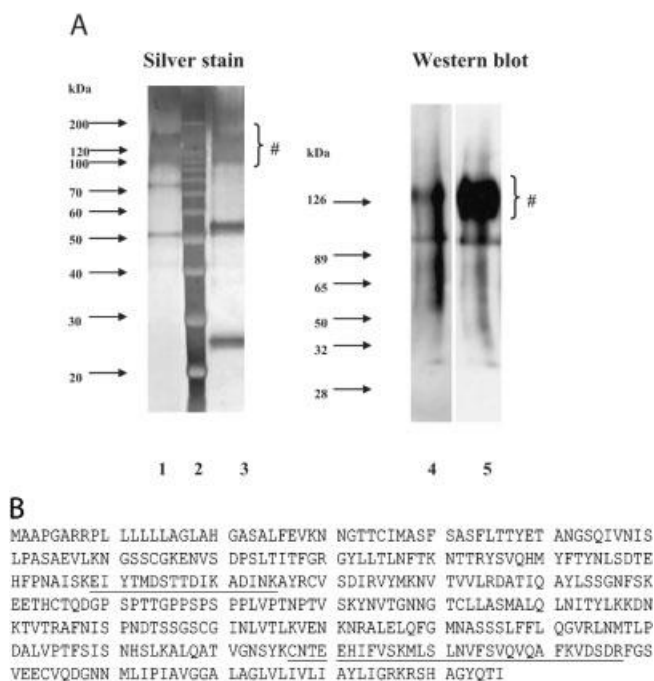 A
Silver stain
Western blot
kDa
200
120
100
70
60
50
40
30
20
#
kDa
126
89
65
50
32
28
#
1 2 3 4 5
B
MAAPGARRPL LLLLLAGLAH GASALFEVKN NGTTCIMASF SASFLTTYET ANGSQIVNIS
LPASAEVLKN GSSCGKENVS DPSLTITFGR GYLLTLNFTK NTTRYSVQHM YFTYNLSDTE
HFPNAISKEIYTMDSTTDIKADINKAYRCV SDIRVYMKNV TVVLRDATIQ AYLSSGNFSK
EETHCTQDGP SPTTGPPSPS PPLVPTNPTV SKYNVTGNNG TCLLASMALQ LNITYLKKDN
KTVTRAFNIS PNDTSSGSCG INLVTLKVEN KNRALELQFG MNASSSLFFL QGVRLNMTLP
DALVPTFSIS NHSLKALQAT VGNSYKCNTE EHIFVSKMLS LNVFSVQVQA FKVDSDRFGS
VEECVQDGNN MLIPIAVGGA LAGLVLIVLI AYLIGRKRSH AGYQTI